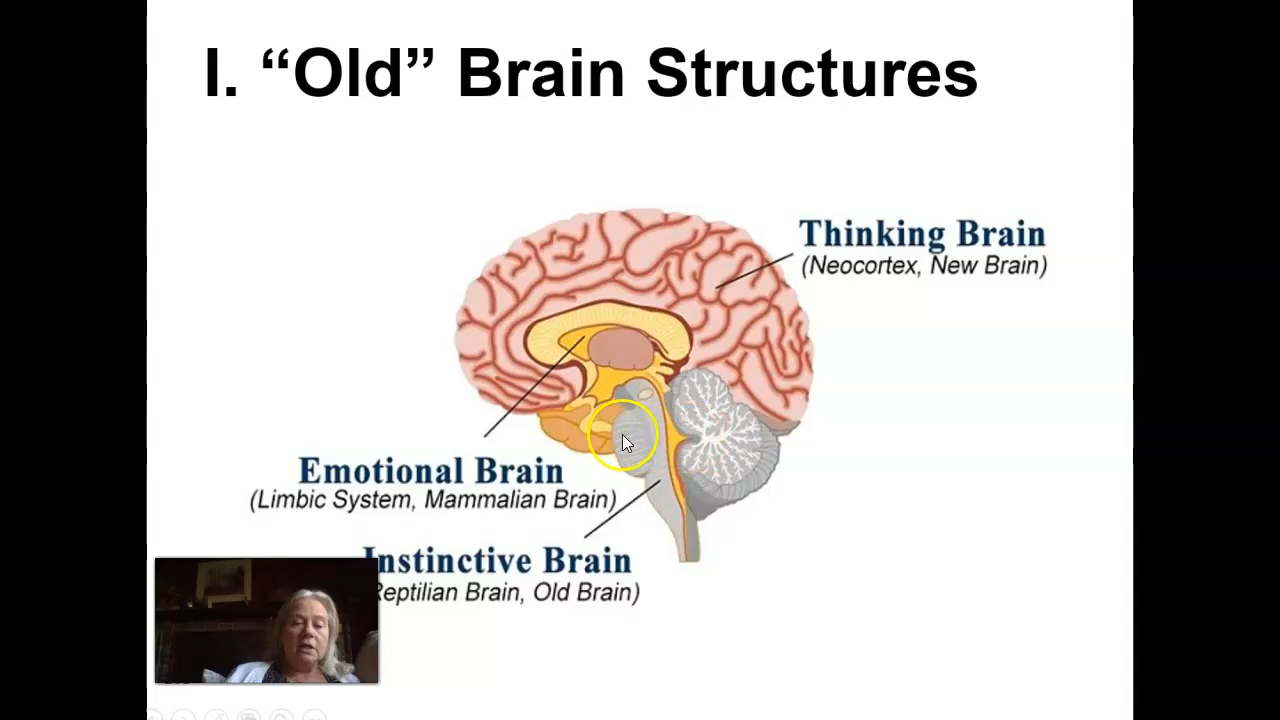 I. “Old” Brain Structures
Thinking Brain
(Neocortex, New Brain)
Emotional Brain
(Limbic System, Mammalian Brain)
Instinctive Brain
Reptilian Brain, Old Brain)